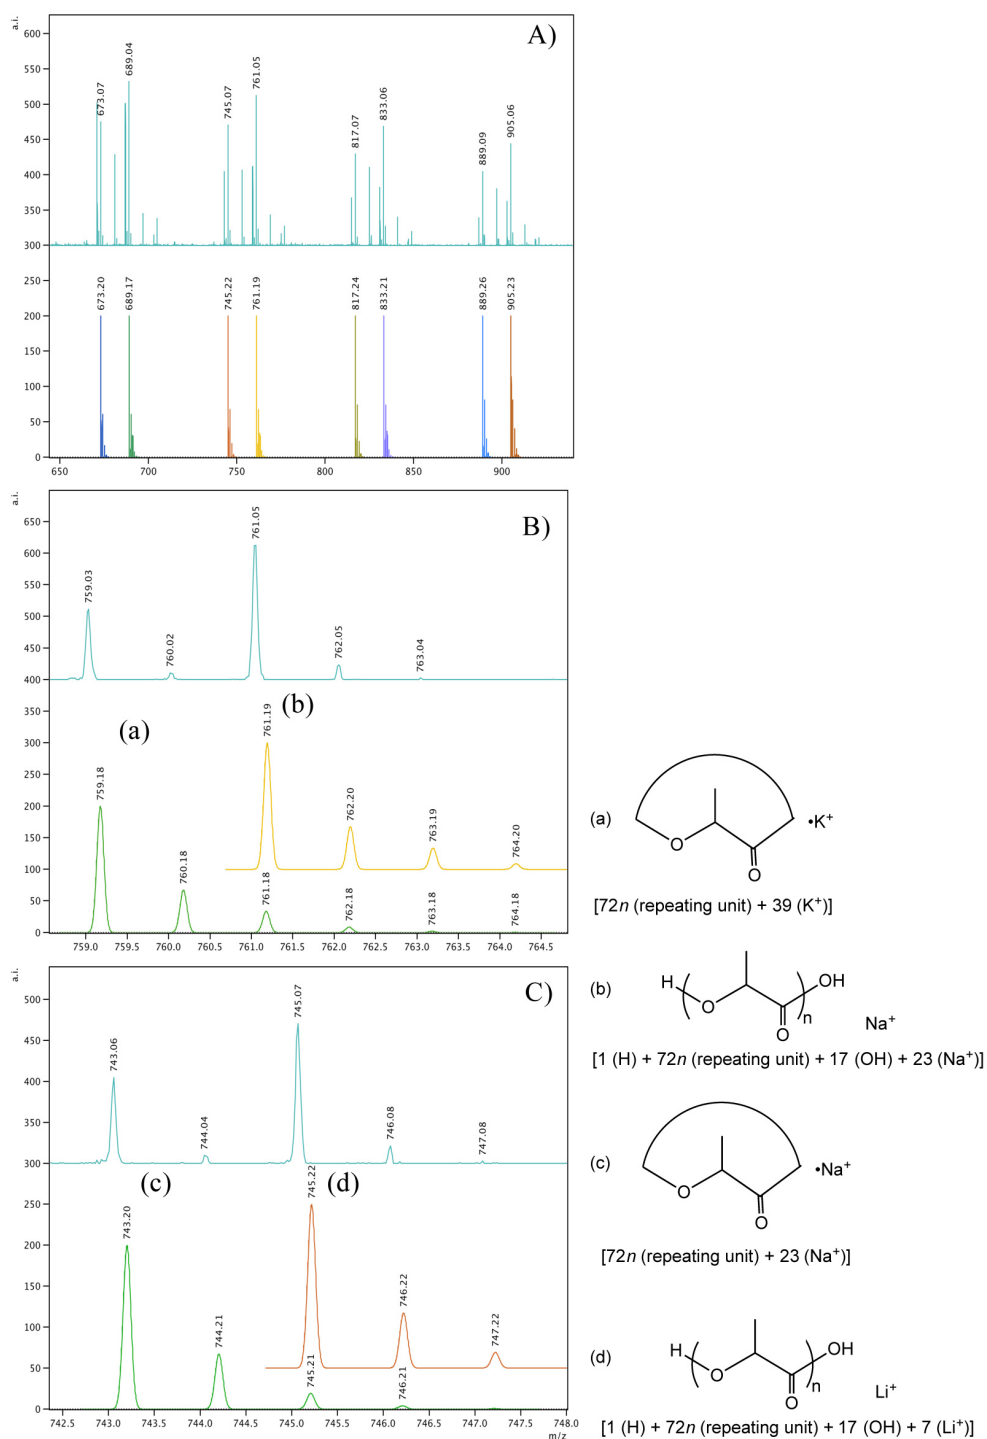 a.i.
A)
600
550
500
450
400
350
300
250
200
150
100
50
0
673.07
689.04
745.07
761.05
817.07
833.06
889.09
905.06
673.20
689.17
745.22
761.19
817.24
833.21
889.26
905.23
650 700 750 800 850 900
a.i.
B)
650
600
550
500
450
400
350
300
250
200
150
100
50
0
759.03
760.02
761.05
762.05
763.04
(a)
(b)
759.18
760.18
761.18
762.18
763.18
764.18
761.19
762.20
763.19
764.20
759.0 759.5 760.0 760.5 761.0 761.5 762.0 762.5 763.0 763.5 764.0 764.5
a.i.
C)
500
450
400
350
300
250
200
150
100
50
0
743.06
744.04
745.07
746.08
747.08
(c)
(d)
743.20
744.21
745.21
746.21
745.22
746.22
747.22
742.5 743.0 743.5 744.0 744.5 745.0 745.5 746.0 746.5 747.0 747.5 748.0
m/z
(a)
O
O
•K⁺
[72n (repeating unit) + 39 (K⁺)]
(b)
H
O
O
n
OH
Na⁺
[1 (H) + 72n (repeating unit) + 17 (OH) + 23 (Na⁺)]
(c)
O
O
•Na⁺
[72n (repeating unit) + 23 (Na⁺)]
(d)
H
O
O
n
OH
Li⁺
[1 (H) + 72n (repeating unit) + 17 (OH) + 7 (Li⁺)]